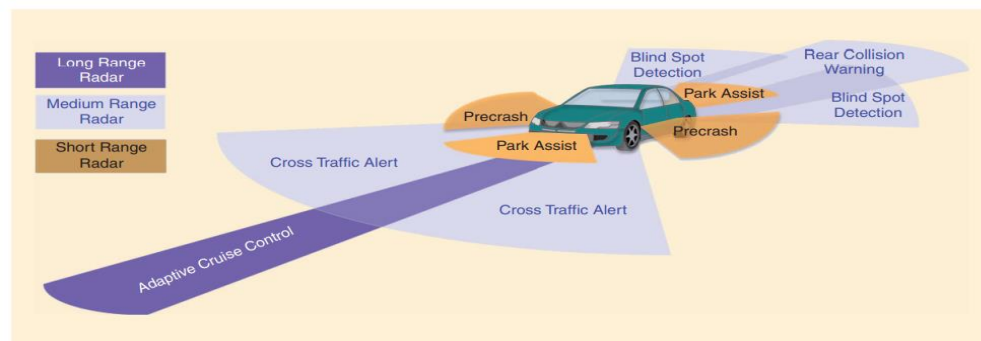 Long Range
Radar
Medium Range
Radar
Short Range
Radar
Blind Spot
Detection
Rear Collision
Warning
Park Assist
Blind Spot
Detection
Precrash
Precrash
Park Assist
Cross Traffic Alert
Cross Traffic Alert
Adaptive Cruise Control